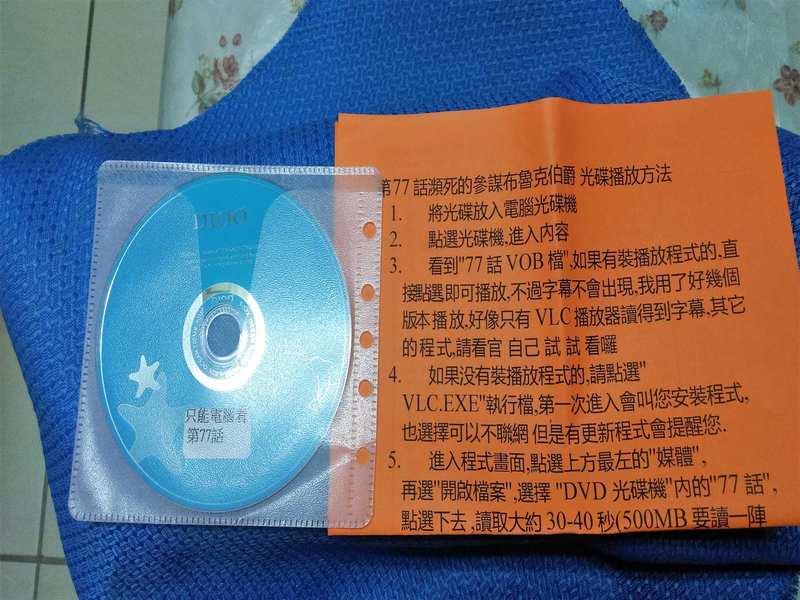 DIOO
只能電腦看
第77話
第77話瀕死的參謀布魯克伯爵 光碟播放方法
1. 將光碟放入電腦光碟機
2. 點選光碟機,進入內容
3. 看到"77 話 VOB 檔",如果有裝播放程式的,直
接點選即可播放,不過字幕不會出現,我用了好幾個
版本播放,好像只有 VLC 播放器讀得到字幕,其它
的程式,請看官 自己 試 試 看囉
4. 如果没有裝播放程式的,請點選"
VLC.EXE"執行檔,第一次進入會叫您安裝程式,
也選擇可以不聯網 但是有更新程式會提醒您.
5. 進入程式畫面,點選上方最左的"媒體",
再選"開啟檔案",選擇 "DVD 光碟機"內的"77 話",
點選下去 ,讀取大約 30-40 秒(500MB 要讀一陣